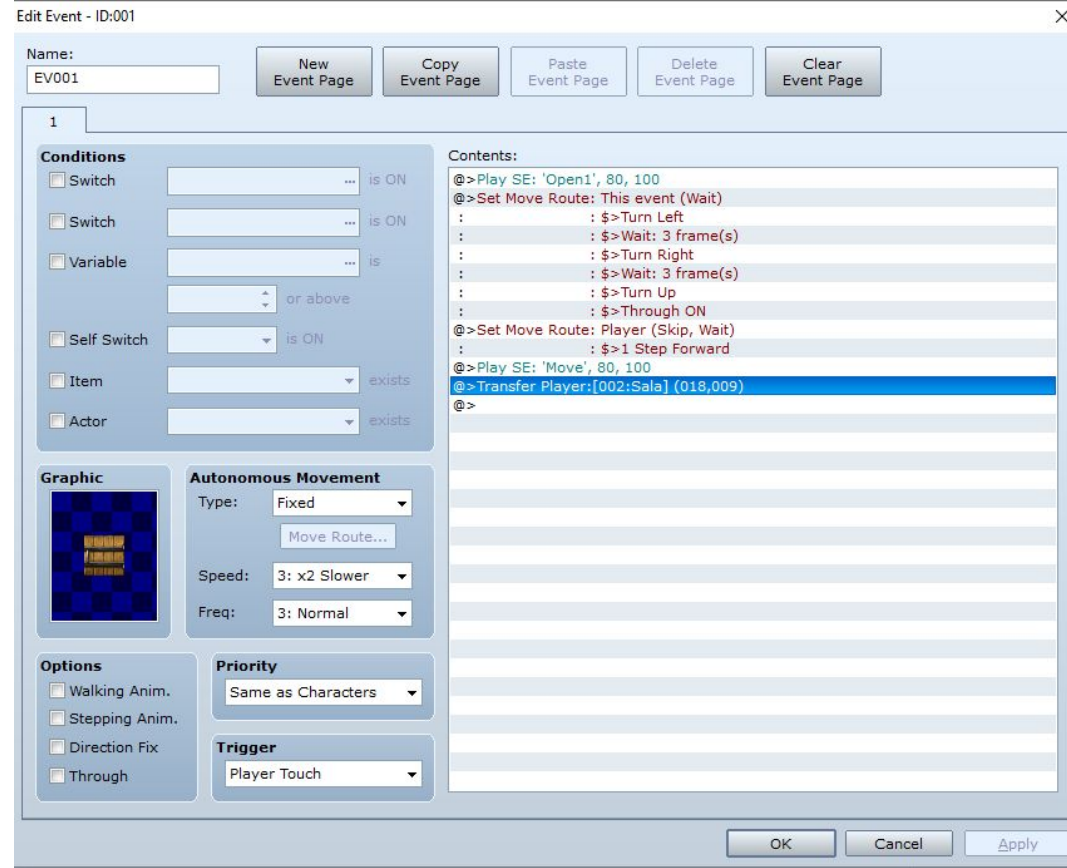 Edit Event - ID:001
Name:
EV001
New Event Page
Copy Event Page
Paste Event Page
Delete Event Page
Clear Event Page
1
Conditions
Switch ... is ON
Switch ... is ON
Variable ... is
or above
Self Switch is ON
Item exists
Actor exists
Graphic
Autonomous Movement
Type: Fixed
Move Route...
Speed: 3: x2 Slower
Freq: 3: Normal
Options
Walking Anim.
Stepping Anim.
Direction Fix
Through
Priority
Same as Characters
Trigger
Player Touch
Contents:
@>Play SE: 'Open1', 80, 100
@>Set Move Route: This event (Wait)
: : $>Turn Left
: : $>Wait: 3 frame(s)
: : $>Turn Right
: : $>Wait: 3 frame(s)
: : $>Turn Up
: : $>Through ON
@>Set Move Route: Player (Skip, Wait)
: : $>1 Step Forward
@>Play SE: 'Move', 80, 100
@>Transfer Player:[002:Sala] (018,009)
@>
OK
Cancel
Apply